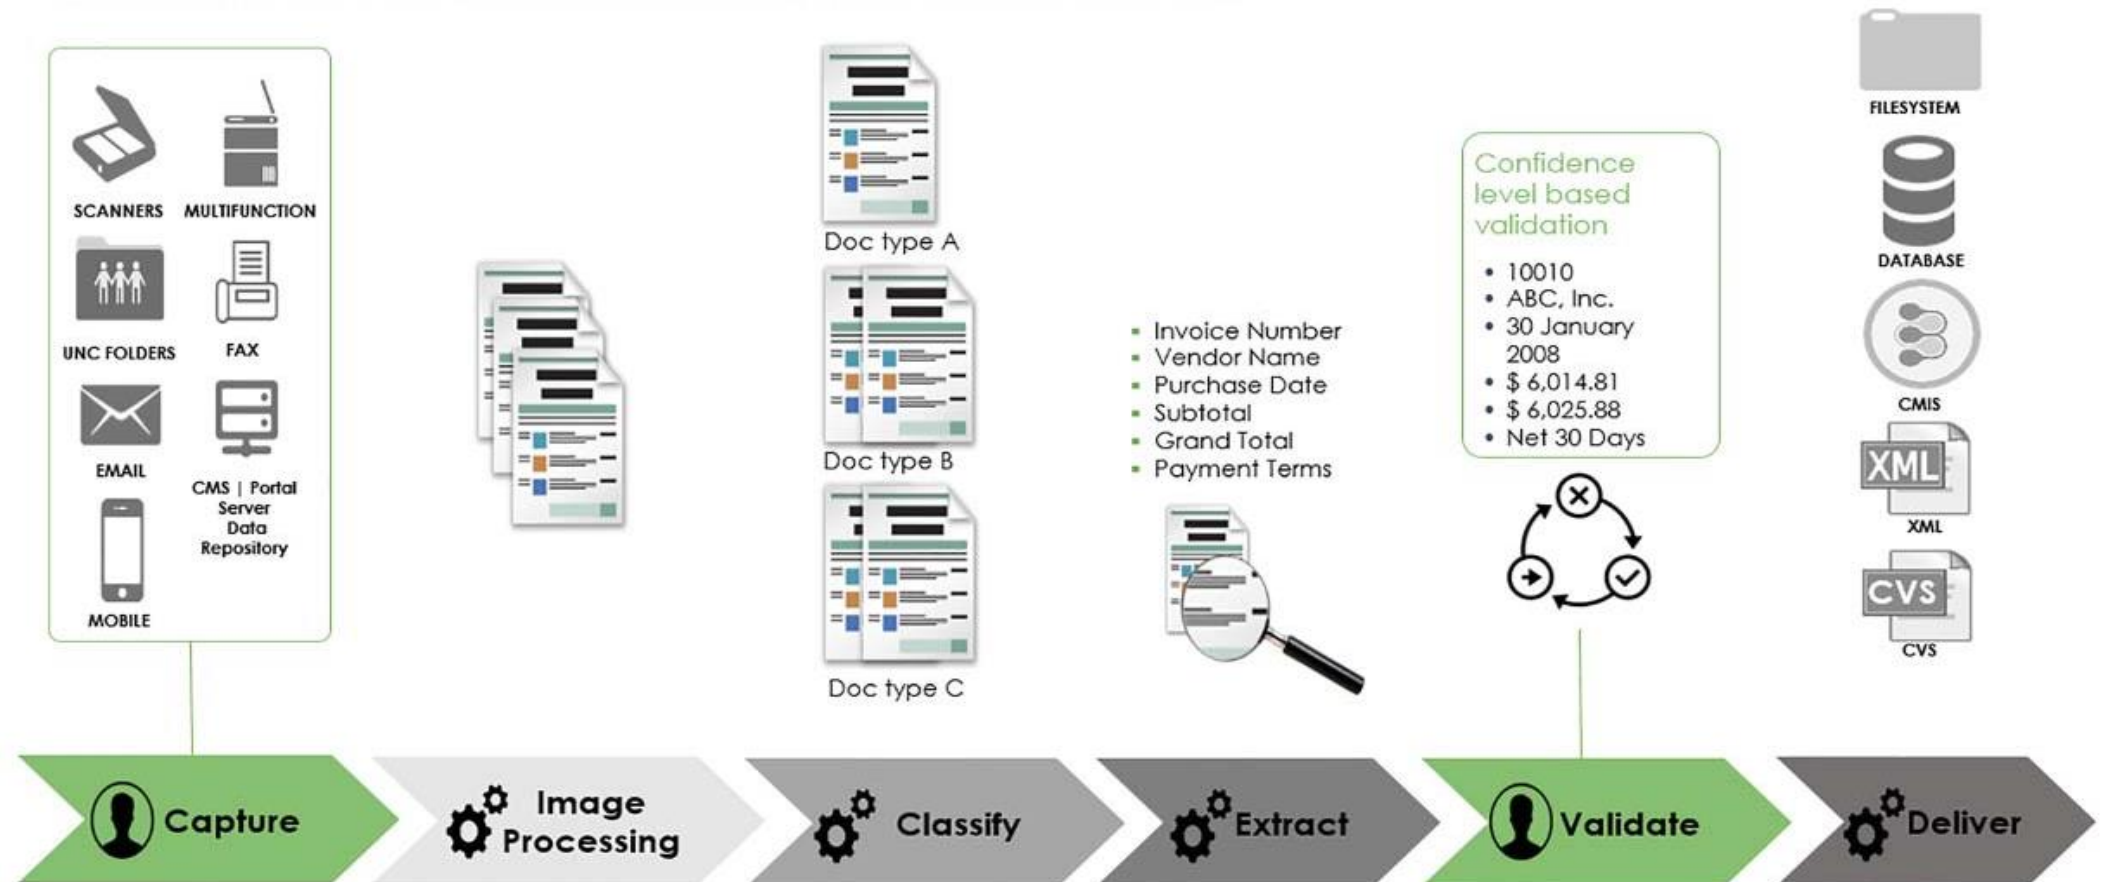 SCANNERS
MULTIFUNCTION
UNC FOLDERS
FAX
EMAIL
CMS | Portal
Server
Data
Repository
MOBILE
Doc type A
Doc type B
Doc type C
Invoice Number
Vendor Name
Purchase Date
Subtotal
Grand Total
Payment Terms
Confidence
level based
validation
10010
ABC, Inc.
30 January
2008
$ 6,014.81
$ 6,025.88
Net 30 Days
FILESYSTEM
DATABASE
CMIS
XML
XML
CVS
CVS
Capture
Image
Processing
Classify
Extract
Validate
Deliver